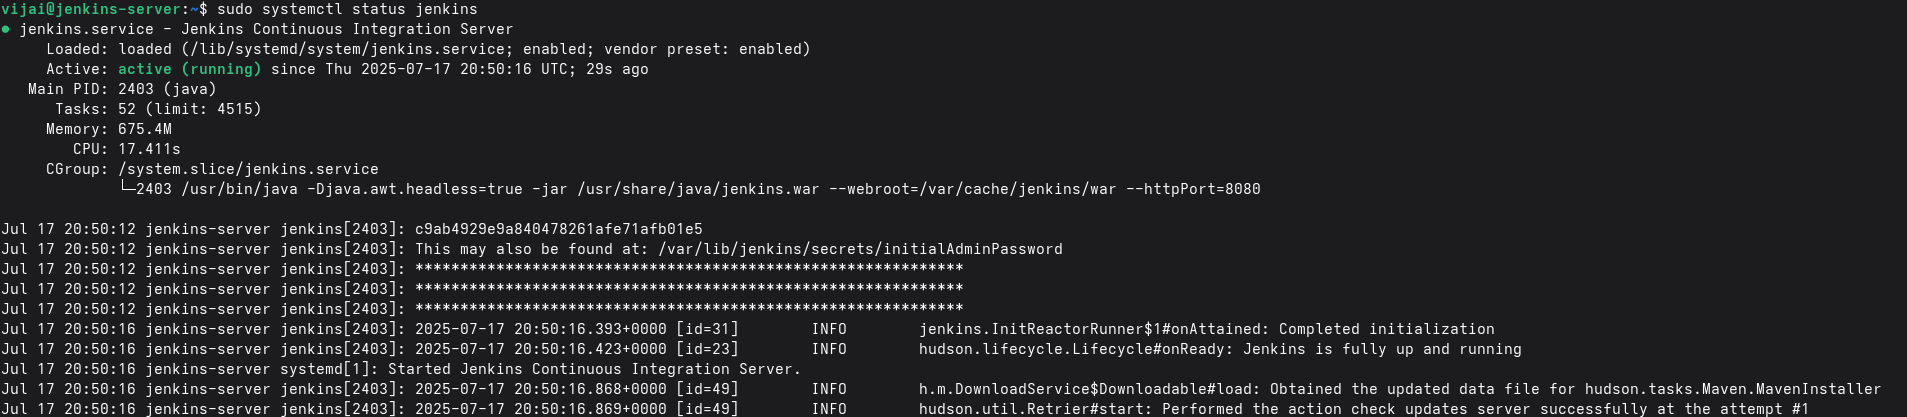 vijai@jenkins-server:~$ sudo systemctl status jenkins
● jenkins.service - Jenkins Continuous Integration Server
     Loaded: loaded (/lib/systemd/system/jenkins.service; enabled; vendor preset: enabled)
     Active: active (running) since Thu 2025-07-17 20:50:16 UTC; 29s ago
   Main PID: 2403 (java)
      Tasks: 52 (limit: 4515)
     Memory: 675.4M
        CPU: 17.411s
     CGroup: /system.slice/jenkins.service
             └─2403 /usr/bin/java -Djava.awt.headless=true -jar /usr/share/java/jenkins.war --webroot=/var/cache/jenkins/war --httpPort=8080
Jul 17 20:50:12 jenkins-server jenkins[2403]: c9ab4929e9a840478261afe71afb01e5
Jul 17 20:50:12 jenkins-server jenkins[2403]: This may also be found at: /var/lib/jenkins/secrets/initialAdminPassword
Jul 17 20:50:12 jenkins-server jenkins[2403]: *************************************************************
Jul 17 20:50:12 jenkins-server jenkins[2403]: *************************************************************
Jul 17 20:50:12 jenkins-server jenkins[2403]: *************************************************************
Jul 17 20:50:16 jenkins-server jenkins[2403]: 2025-07-17 20:50:16.393+0000 [id=31]        INFO        jenkins.InitReactorRunner$1#onAttained: Completed initialization
Jul 17 20:50:16 jenkins-server jenkins[2403]: 2025-07-17 20:50:16.423+0000 [id=23]        INFO        hudson.lifecycle.Lifecycle#onReady: Jenkins is fully up and running
Jul 17 20:50:16 jenkins-server systemd[1]: Started Jenkins Continuous Integration Server.
Jul 17 20:50:16 jenkins-server jenkins[2403]: 2025-07-17 20:50:16.868+0000 [id=49]        INFO        h.m.DownloadService$Downloadable#load: Obtained the updated data file for hudson.tasks.Maven.MavenInstaller
Jul 17 20:50:16 jenkins-server jenkins[2403]: 2025-07-17 20:50:16.869+0000 [id=49]        INFO        hudson.util.Retrier#start: Performed the action check updates server successfully at the attempt #1